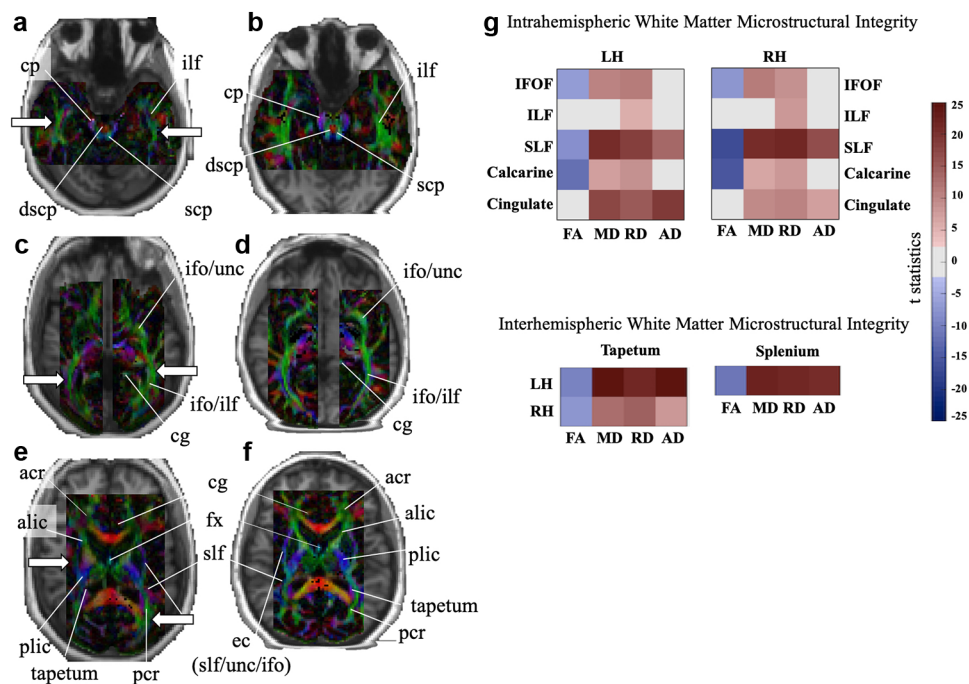 a
b
cp
ilf
cp
ilf
dscp
scp
dscp
scp
c
d
ifo/unc
ifo/unc
ifo/ilf
ifo/ilf
cg
cg
e
f
acr
cg
acr
alic
fx
alic
slf
plic
plic
tapetum
tapetum
pcr
ec
pcr
(slf/unc/ifo)
g
Intrahemispheric White Matter Microstructural Integrity
LH
RH
IFOF
IFOF
ILF
ILF
SLF
SLF
Calcarine
Calcarine
Cingulate
Cingulate
FA MD RD AD
FA MD RD AD
Interhemispheric White Matter Microstructural Integrity
Tapetum
Splenium
LH
RH
FA MD RD AD
FA MD RD AD
t statistics
25
20
15
10
5
2
0
-2
-5
-10
-15
-20
-25